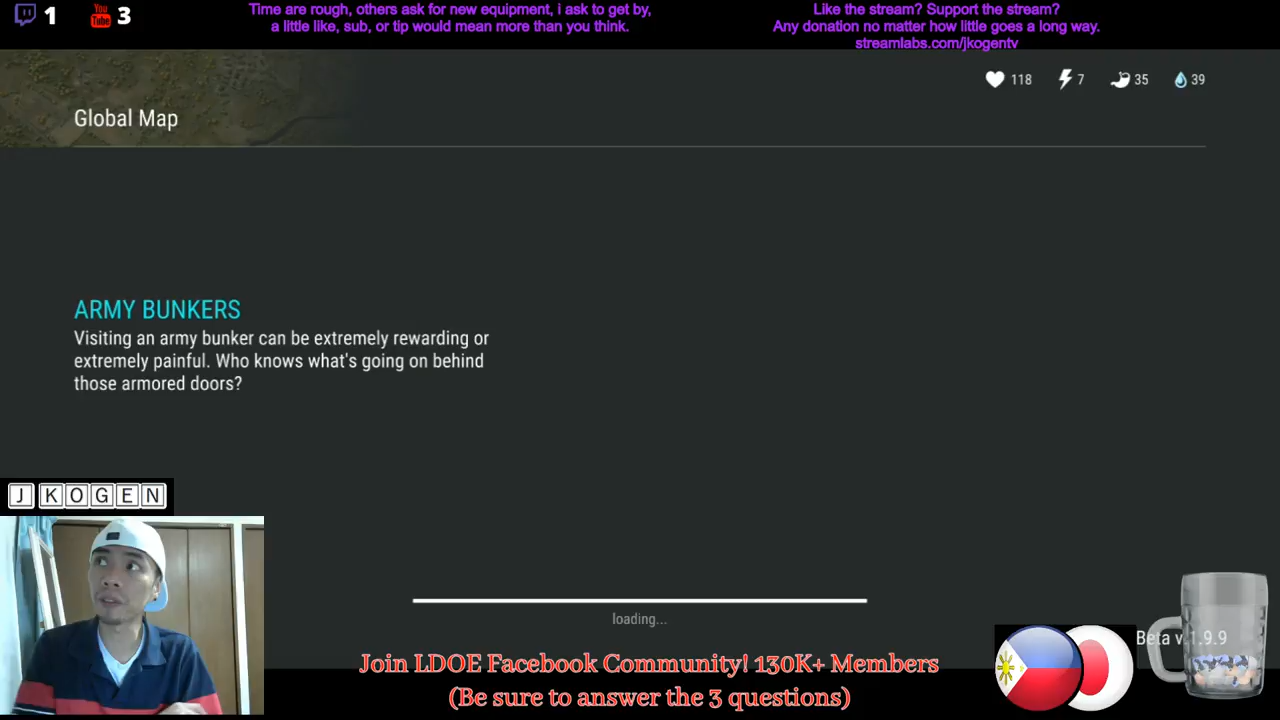 1
You
Tube
3
Time are rough, others ask for new equipment, i ask to get by,
a little like, sub, or tip would mean more than you think.
Like the stream? Support the stream?
Any donation no matter how little goes a long way.
streamlabs.com/jkogentv
118
7
35
39
Global Map
ARMY BUNKERS
Visiting an army bunker can be extremely rewarding or
extremely painful. Who knows what's going on behind
those armored doors?
JKOGEN
loading...
Beta v.1.9.9
Join LDOE Facebook Community! 130K+ Members
(Be sure to answer the 3 questions)